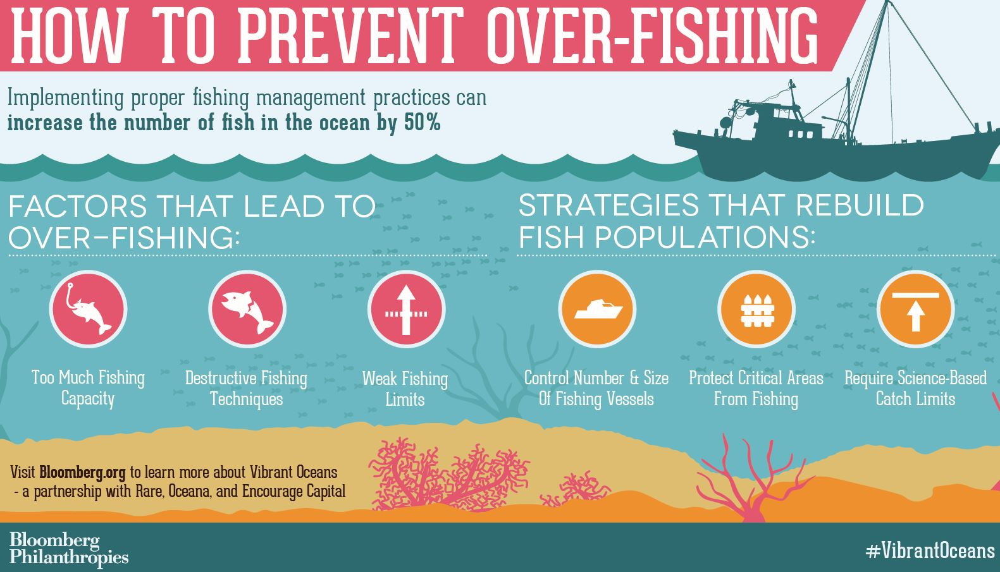 HOW TO PREVENT OVER-FISHING
Implementing proper fishing management practices can
increase the number of fish in the ocean by 50%
FACTORS THAT LEAD TO
OVER-FISHING:
Too Much Fishing
Capacity
Destructive Fishing
Techniques
Weak Fishing
Limits
STRATEGIES THAT REBUILD
FISH POPULATIONS:
Control Number & Size
Of Fishing Vessels
Protect Critical Areas
From Fishing
Require Science-Based
Catch Limits
Visit Bloomberg.org to learn more about Vibrant Oceans
- a partnership with Rare, Oceana, and Encourage Capital
Bloomberg
Philanthropies
#VibrantOceans